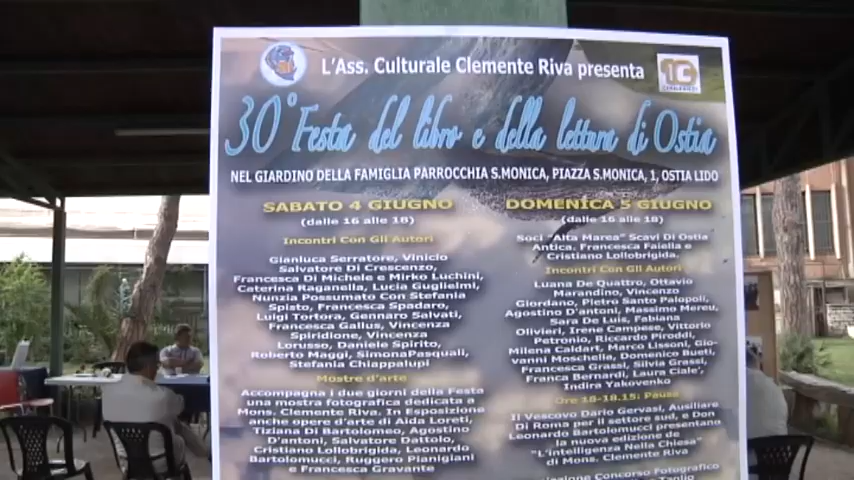 L'Ass. Culturale Clemente Riva presenta
30° Festa del libro e della lettura di Ostia
NEL GIARDINO DELLA FAMIGLIA PARROCCHIA S.MONICA, PIAZZA S.MONICA, 1, OSTIA LIDO
SABATO 4 GIUGNO
(dalle 16 alle 18)
Incontri Con Gli Autori
Gianluca Serratore, Vinicio
Salvatore Di Crescenzo,
Francesca Di Michele e Mirko Luchini,
Caterina Raganella, Lucia Guglielmi,
Nunzia Possumato Con Stefania
Spatò, Francesca Spadaro,
Luigi Tortora, Gennaro Salvati,
Francesca Gallus, Vincenza
Spiridione, Vincenza
Lorusso, Daniele Spirito,
Roberto Maggi, SimonaPasquali,
Stefania Chiappalupi
Mostre d'arte
Accompagna i due giorni della Festa
una mostra fotografica dedicata a
Mons. Clemente Riva. In Esposizione
anche opere d'arte di Alda Loreti,
Tiziana Di Bartolomeo, Agostino
D'antoni, Salvatore Dattolo,
Cristiano Lollobrigida, Leonardo
Bartolomucci, Ruggero Pianigiani
e Francesca Gravante
DOMENICA 5 GIUGNO
(dalle 16 alle 18)
Soci "Alta Marea" Scavi Di Ostia
Antica. Francesca Faiella e
Cristiano Lollobrigida.
Incontri Con Gli Autori
Luana De Quattro, Ottavio
Marandino, Vincenzo
Giordano, Pietro Santo Palopoli,
Agostino D'antoni, Massimo Mereu,
Sara De Luis, Fabiana
Olivieri, Irene Campese, Vittorio
Petronio, Riccardo Piroddi,
Milena Cabart, Marco Lissoni, Gio
vanni Moschella, Domenico Bueti,
Francesca Grassi, Silvia Grassi,
Franca Bernardi, Laura Calie',
Indira Yakovenko
Ore 18-18.15: Pausa
Il Vescovo Dario Gervasi, Ausiliare
di Roma per il settore sud, e Don
Leonardo Bartolomucci presentano
la nuova edizione de
"L'intelligenza Nella Chiesa"
di Mons. Clemente Riva
Concorso Fotografico